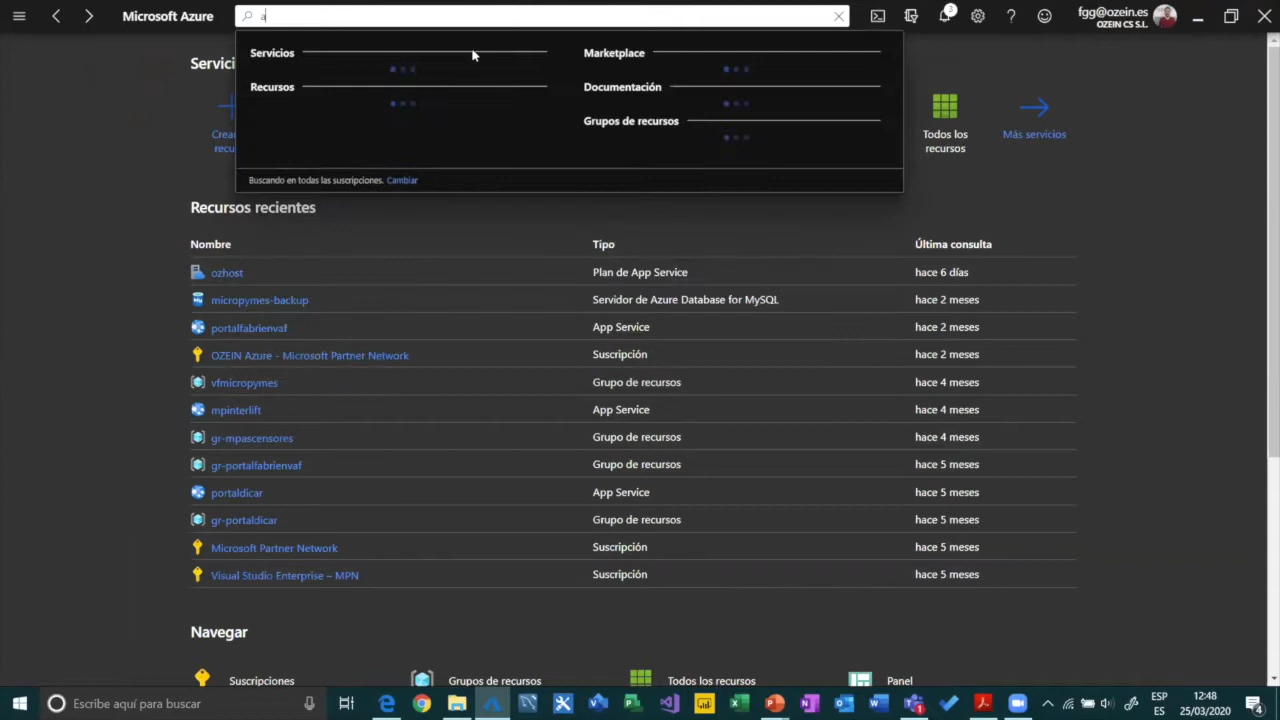 Microsoft Azure
a
3
fgg@ozein.es
OZEIN CS S.L.
Servicios
Marketplace
Recursos
Documentación
Grupos de recursos
Buscando en todas las suscripciones. Cambiar
Servici
Crear
recu
Todos los
recursos
Más servicios
Recursos recientes
Nombre Tipo Última consulta
ozhost Plan de App Service hace 6 días
micropymes-backup Servidor de Azure Database for MySQL hace 2 meses
portalfabrienvaf App Service hace 2 meses
OZEIN Azure - Microsoft Partner Network Suscripción hace 2 meses
vfmicropymes Grupo de recursos hace 4 meses
mpinterlift App Service hace 4 meses
gr-mpascensores Grupo de recursos hace 4 meses
gr-portalfabrienvaf Grupo de recursos hace 5 meses
portaldicar App Service hace 5 meses
gr-portaldicar Grupo de recursos hace 5 meses
Microsoft Partner Network Suscripción hace 5 meses
Visual Studio Enterprise – MPN Suscripción hace 5 meses
Navegar
Suscripciones Grupos de recursos Todos los recursos Panel
Escribe aquí para buscar
ESP
ES
12:48
25/03/2020
4